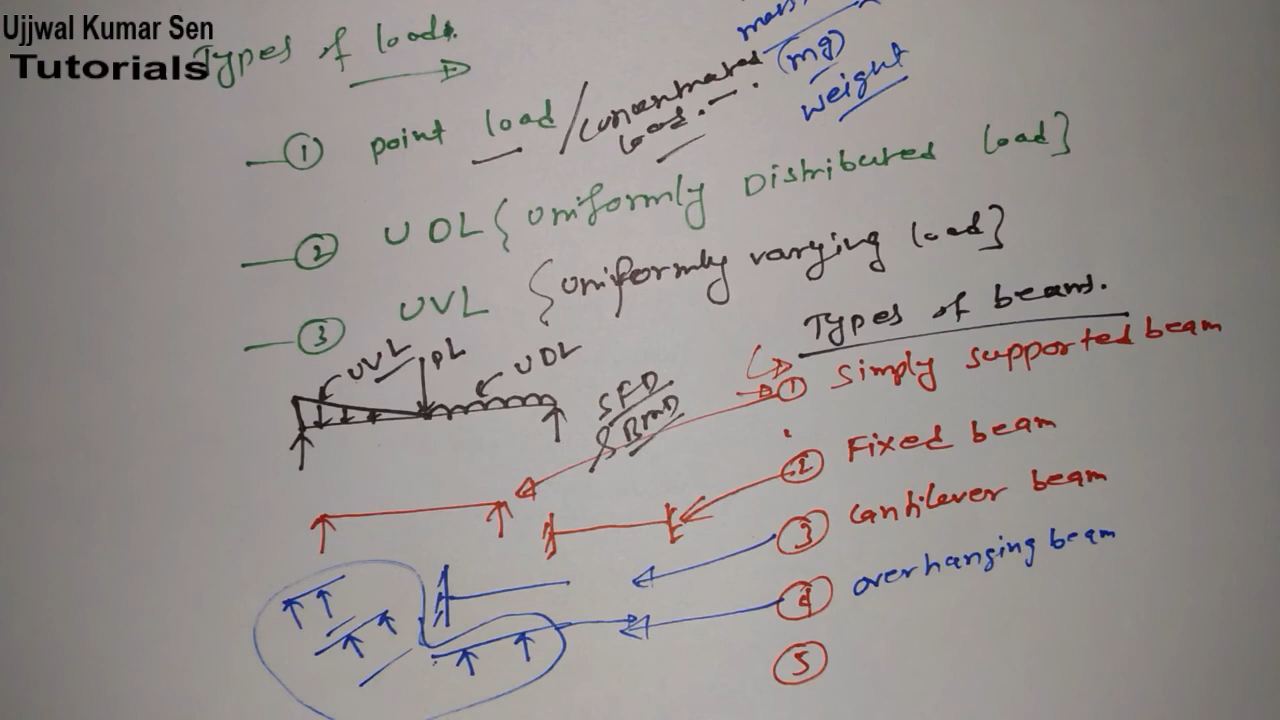 Ujjwal Kumar Sen
Tutorials
Types of loads.
mass
(mg)
weight
1 point load / concentrated
load.
2 UDL { Uniformly Distributed load}
3 UVL {Uniformly varying load}
UVL PL UDL
SFD
& BMD
Types of beams.
1 simply supported beam
2 Fixed beam
3 cantilever beam
4 overhanging beam
5